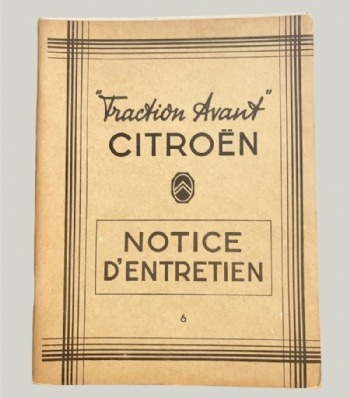 "Traction Avant"
CITROËN
NOTICE
D'ENTRETIEN
6